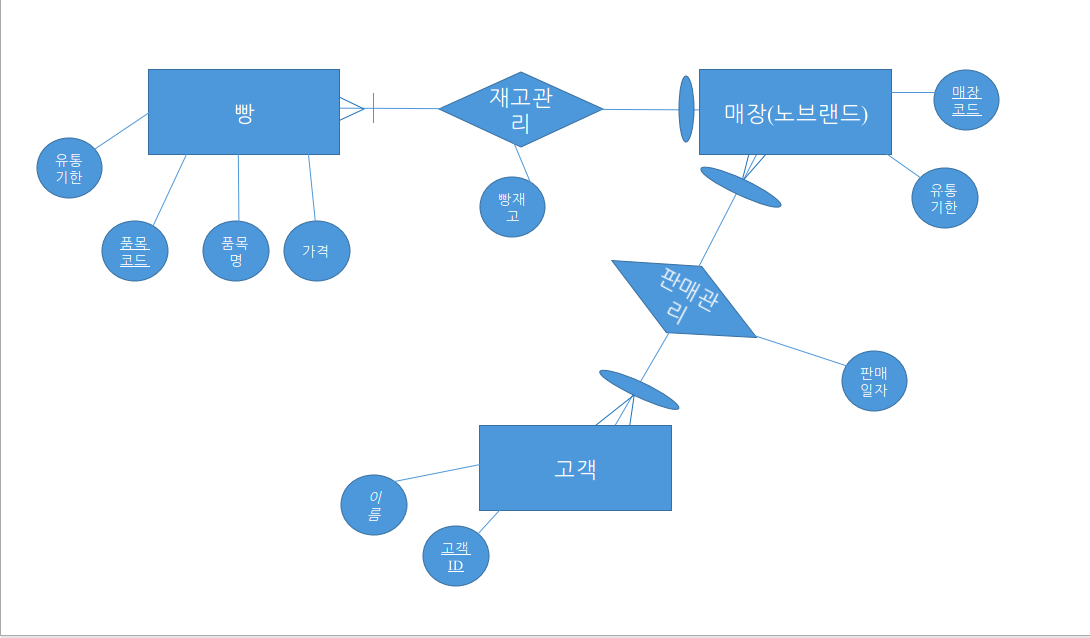 빵
재고관
리
매장(노브랜드)
매장
코드
유통
기한
빵재
고
유통
기한
품목
코드
품목
명
가격
판매관
리
판매
일자
고객
이
름
고객
ID